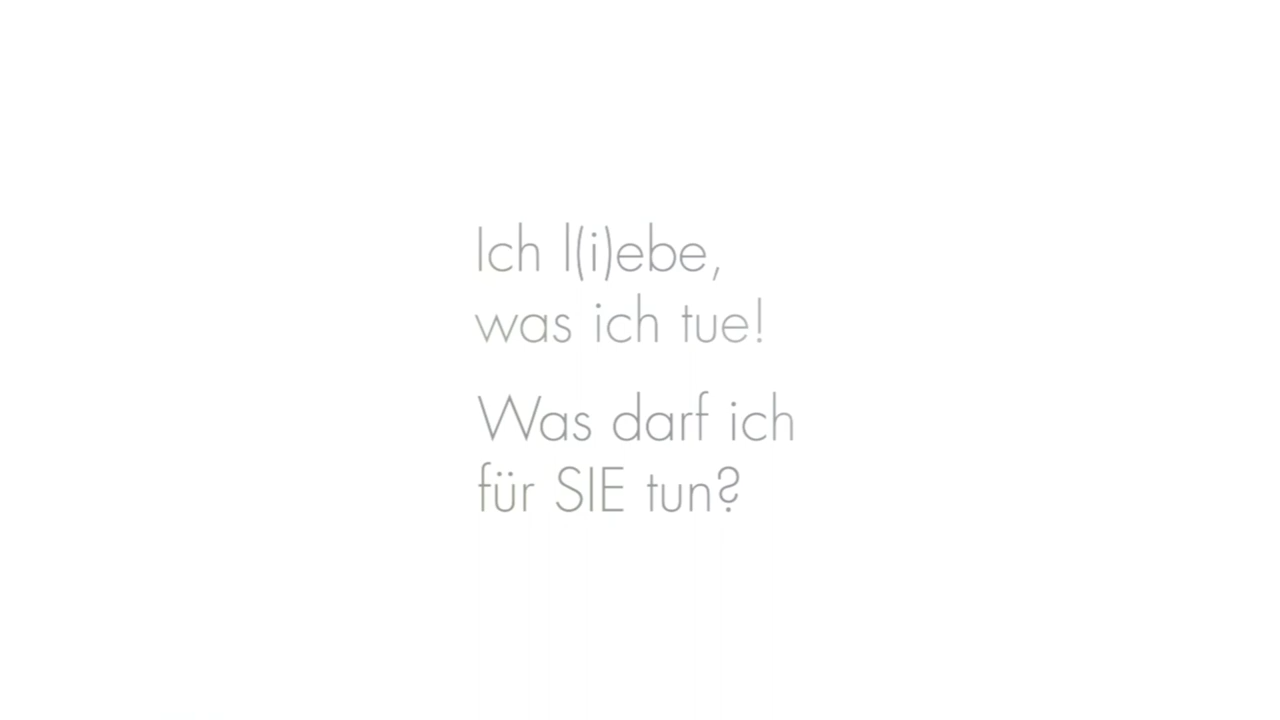 Ich l(i)ebe,
was ich tue!
Was darf ich
für SIE tun?